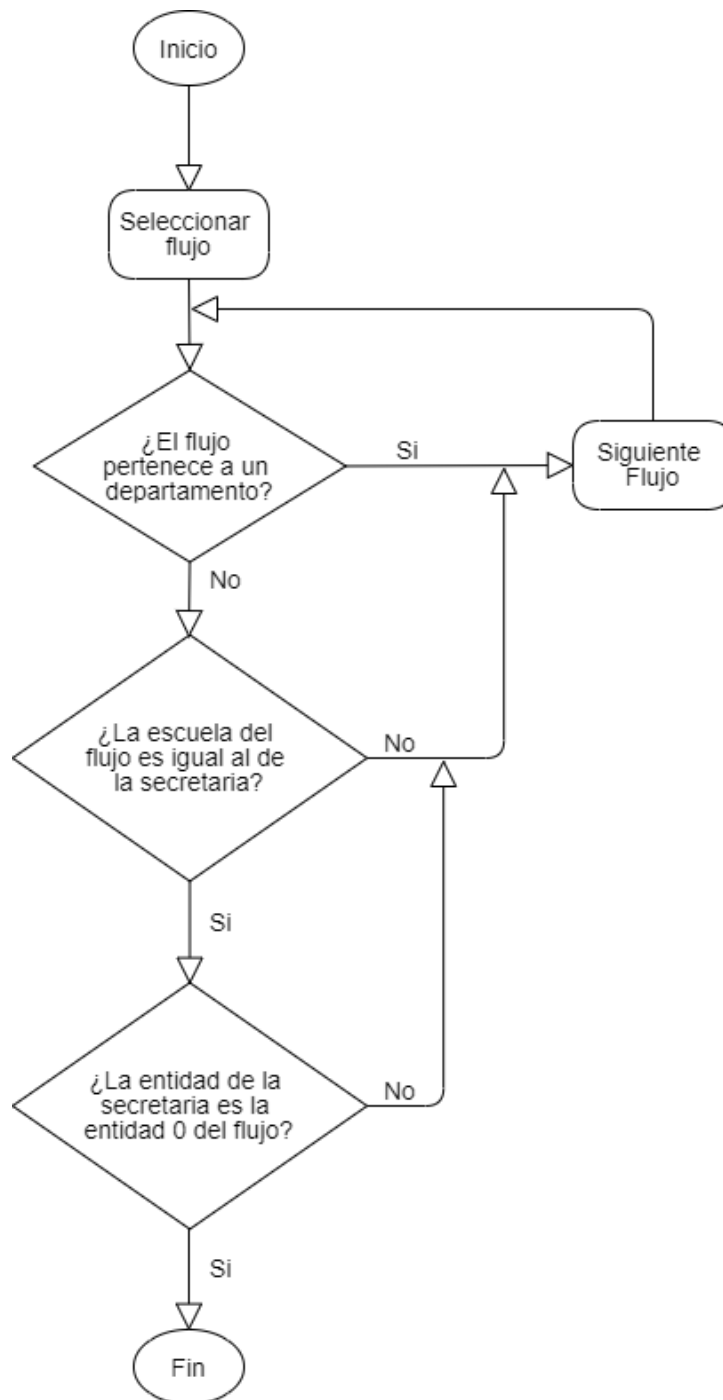 Inicio
Seleccionar
flujo
¿El flujo
pertenece a un
departamento?
Si
Siguiente
Flujo
No
¿La escuela del
flujo es igual al de
la secretaria?
No
Si
¿La entidad de la
secretaria es la
entidad 0 del flujo?
No
Si
Fin